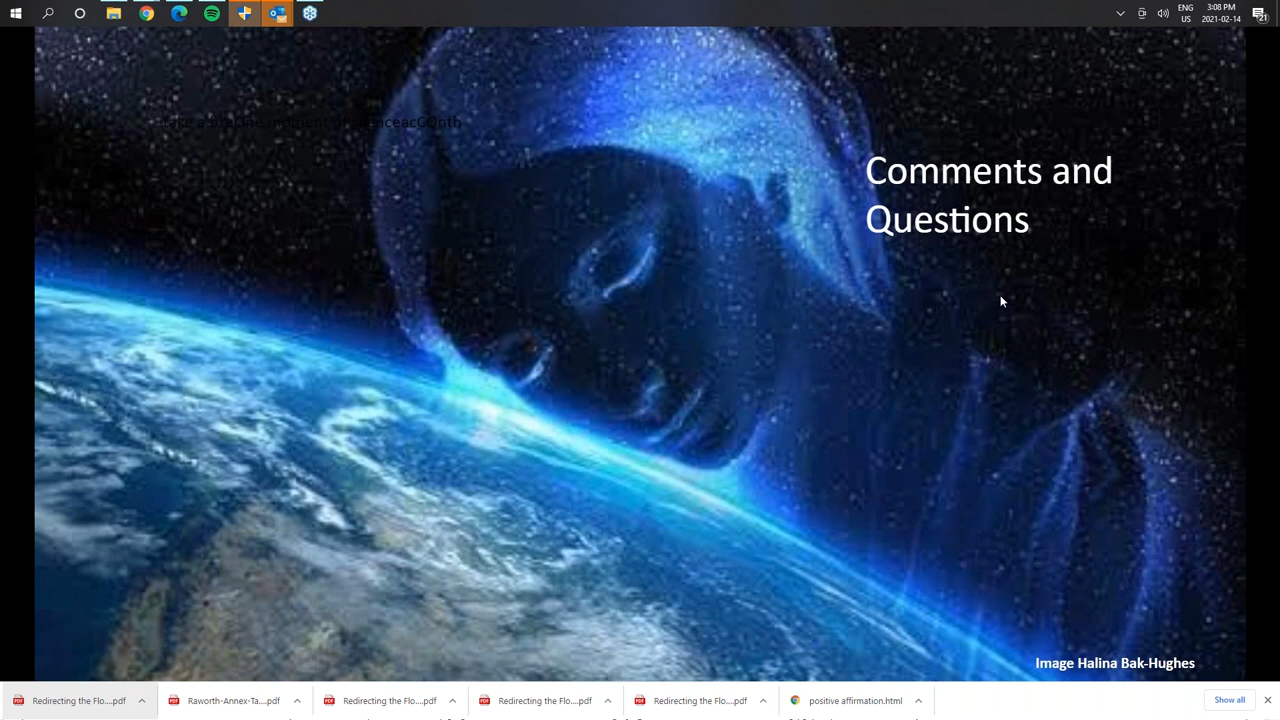 ENG
US
3:08 PM
2021-02-14
21
Comments and
Questions
Image Halina Bak-Hughes
Redirecting the Flo....pdf
Raworth-Annex-Ta....pdf
Redirecting the Flo....pdf
Redirecting the Flo....pdf
Redirecting the Flo....pdf
positive affirmation.html
Show all